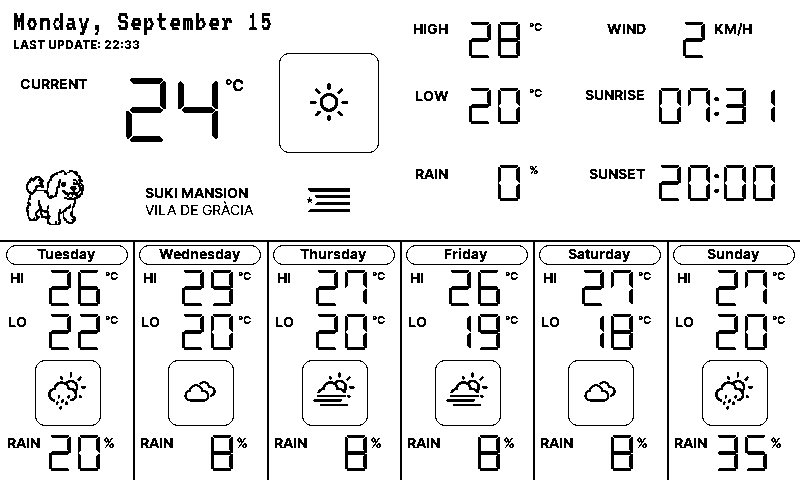 Monday, September 15
LAST UPDATE: 22:33
CURRENT 24 °C
HIGH 28 °C
LOW 20 °C
RAIN 0 %
WIND 2 KM/H
SUNRISE 07:31
SUNSET 20:00
SUKI MANSION
VILA DE GRÀCIA
Tuesday
HI 26 °C
LO 22 °C
RAIN 20 %
Wednesday
HI 29 °C
LO 20 °C
RAIN 8 %
Thursday
HI 27 °C
LO 20 °C
RAIN 8 %
Friday
HI 26 °C
LO 19 °C
RAIN 8 %
Saturday
HI 27 °C
LO 18 °C
RAIN 8 %
Sunday
HI 27 °C
LO 20 °C
RAIN 35 %